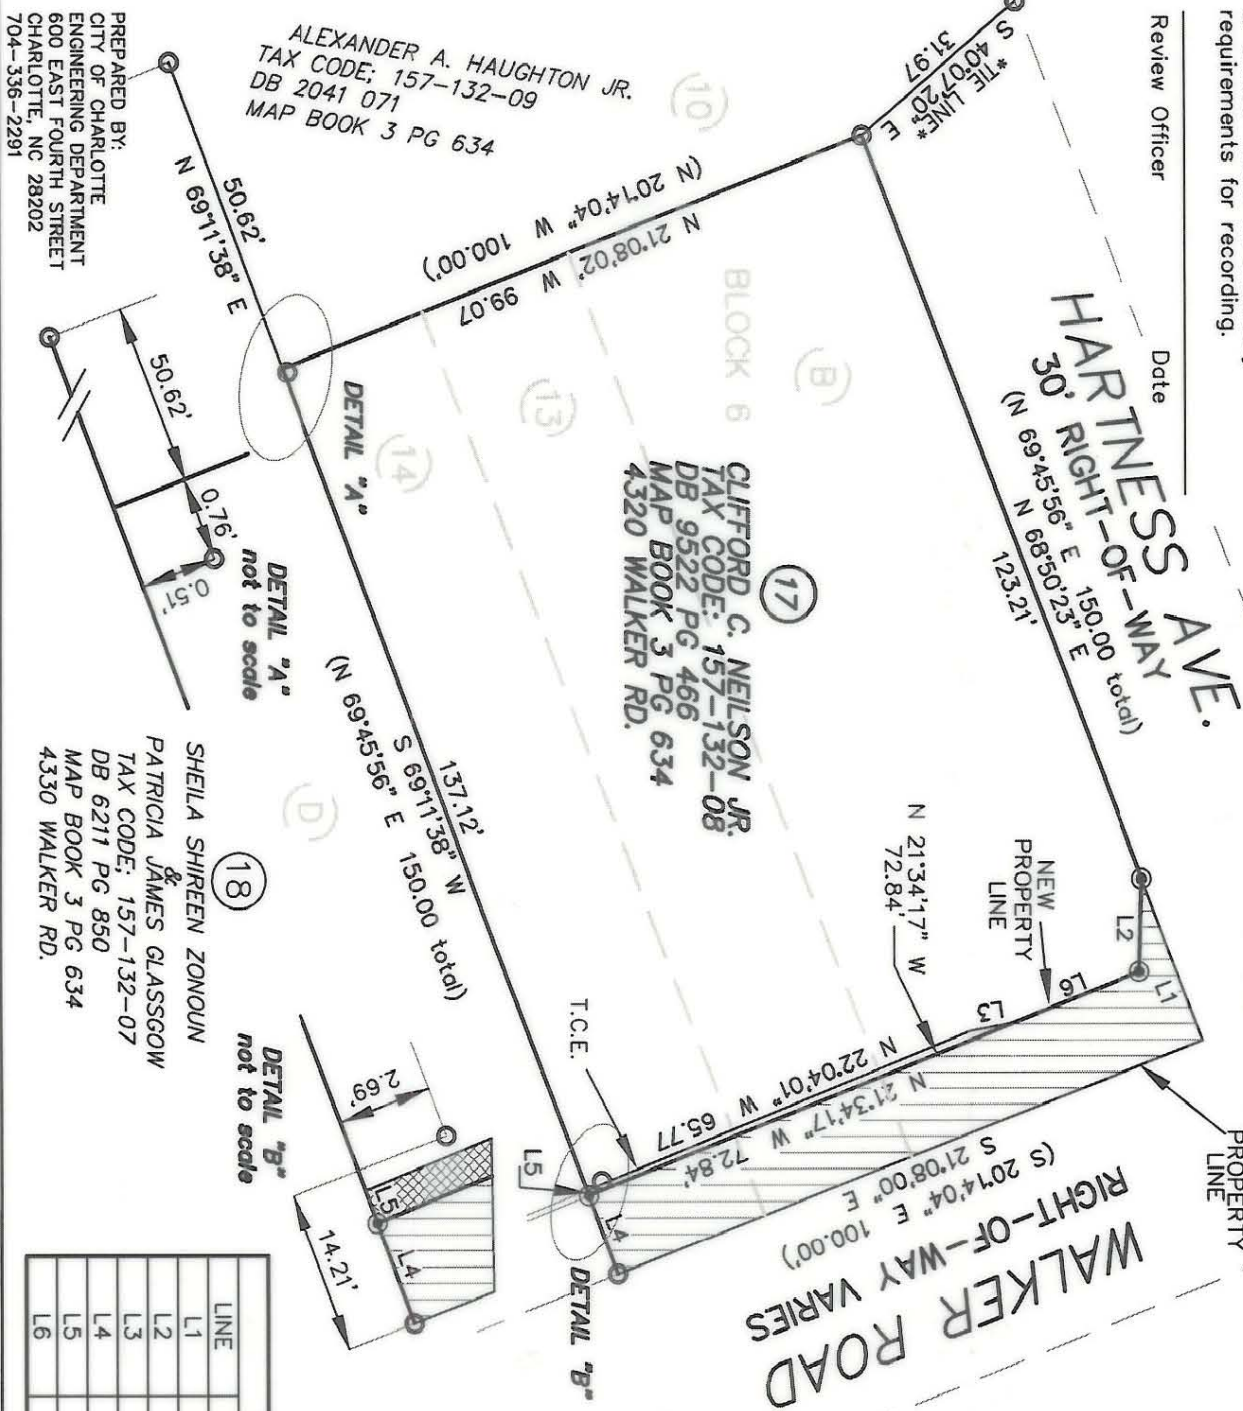 requirements for recording.
Review Officer
Date
HARTNESS AVE.
30' RIGHT-OF-WAY
(N 69°45'56" E 150.00 total)
N 68°50'23" E
123.21'
*TIE LINE*
S 40°07'20" E
31.97
ALEXANDER A. HAUGHTON JR.
TAX CODE; 157-132-09
DB 2041 071
MAP BOOK 3 PG 634
(10)
(N 20°14'04" W 100.00')
N 21°08'02" W 99.07
BLOCK 6
(B)
(13)
(14)
17
CLIFFORD C. NEILSON JR.
TAX CODE: 157-132-08
DB 9522 PG 466
MAP BOOK 3 PG 634
4320 WALKER RD.
NEW
PROPERTY
LINE
N 21°34'17" W
72.84'
L2
L1
L6
L3
N 22°04'01" W 65.77
N 21°34'17" W 72.84'
S 21°08'00" E
(S 20°14'04" E 100.00')
PROPERTY
LINE
WALKER ROAD
RIGHT-OF-WAY VARIES
T.C.E.
L5
L4
DETAIL "B"
50.62'
N 69°11'38" E
DETAIL "A"
137.12'
S 69°11'38" W
(N 69°45'56" E 150.00 total)
(D)
50.62'
0.76'
0.51'
DETAIL "A"
not to scale
18
SHEILA SHIREEN ZONOUN
&
PATRICIA JAMES GLASSGOW
TAX CODE; 157-132-07
DB 6211 PG 850
MAP BOOK 3 PG 634
4330 WALKER RD.
DETAIL "B"
not to scale
2.69'
L5
L4
14.21'
PREPARED BY:
CITY OF CHARLOTTE
ENGINEERING DEPARTMENT
600 EAST FOURTH STREET
CHARLOTTE, NC 28202
704-336-2291
LINE
L1
L2
L3
L4
L5
L6